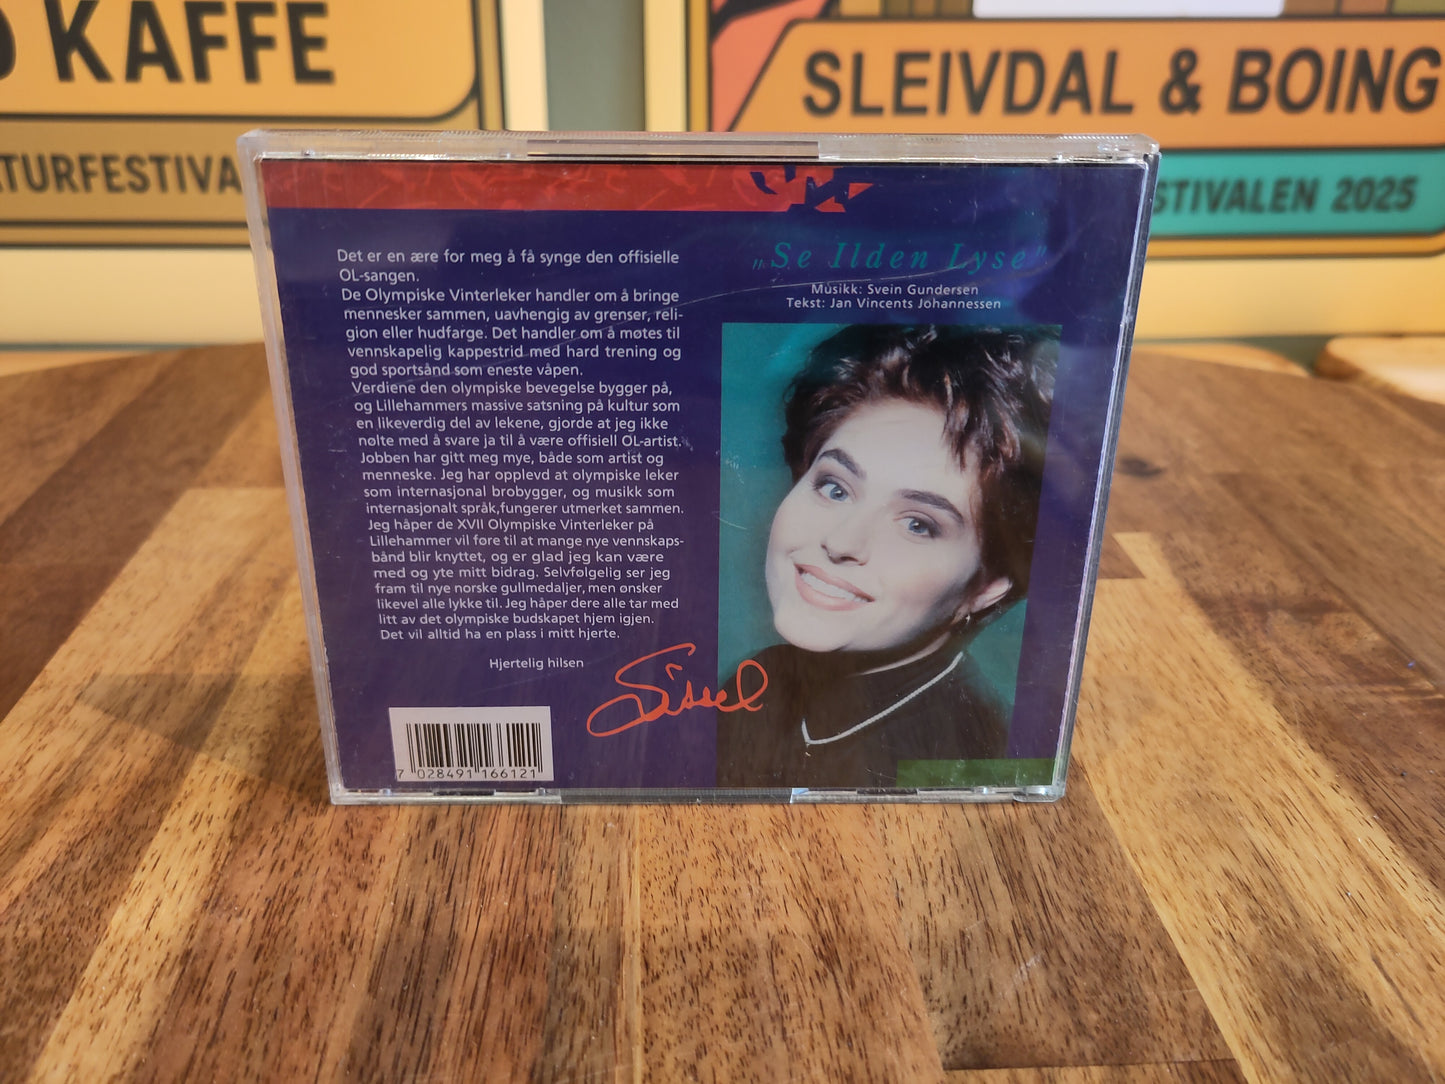 KAFFE
TURFESTIVA
SLEIVDAL & BOING
STIVALEN 2025
Det er en ære for meg å få synge den offisielle
OL-sangen.
De Olympiske Vinterleker handler om å bringe
mennesker sammen, uavhengig av grenser, reli-
gion eller hudfarge. Det handler om å møtes til
vennskapelig kappestrid med hard trening og
god sportsånd som eneste våpen.
Verdiene den olympiske bevegelse bygger på,
og Lillehammers massive satsning på kultur som
en likeverdig del av lekene, gjorde at jeg ikke
nølte med å svare ja til å være offisiell OL-artist.
Jobben har gitt meg mye, både som artist og
menneske. Jeg har opplevd at olympiske leker
som internasjonal brobygger, og musikk som
internasjonalt språk,fungerer utmerket sammen.
Jeg håper de XVII Olympiske Vinterleker på
Lillehammer vil føre til at mange nye vennskaps-
bånd blir knyttet, og er glad jeg kan være
med og yte mitt bidrag. Selvfølgelig ser jeg
fram til nye norske gullmedaljer, men ønsker
likevel alle lykke til. Jeg håper dere alle tar med
litt av det olympiske budskapet hjem igjen.
Det vil alltid ha en plass i mitt hjerte.
Hjertelig hilsen
Sissel
7 028491 166121
„Se Ilden Lyse"
Musikk: Svein Gundersen
Tekst: Jan Vincents Johannessen